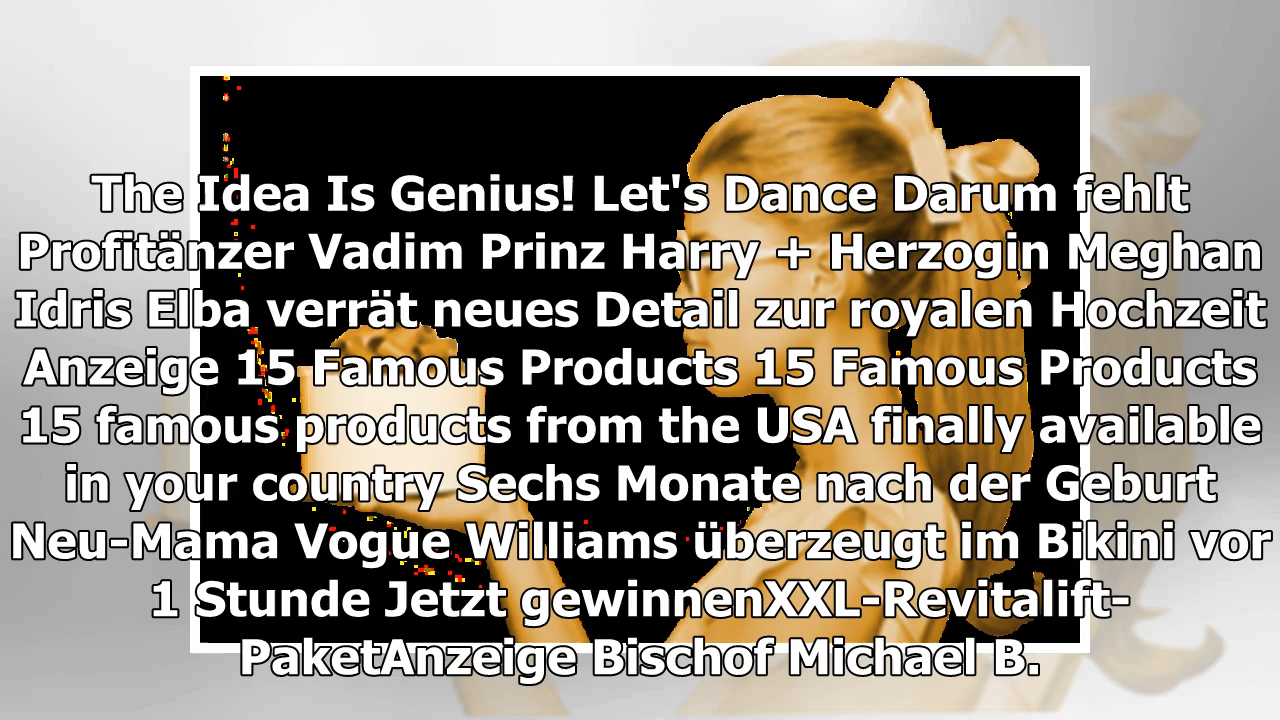 The Idea Is Genius! Let's Dance Darum fehlt
Profitänzer Vadim Prinz Harry + Herzogin Meghan
Idris Elba verrät neues Detail zur royalen Hochzeit
Anzeige 15 Famous Products 15 Famous Products
15 famous products from the USA finally available
in your country Sechs Monate nach der Geburt
Neu-Mama Vogue Williams überzeugt im Bikini vor
1 Stunde Jetzt gewinnenXXL-Revitalift-
PaketAnzeige Bischof Michael B.